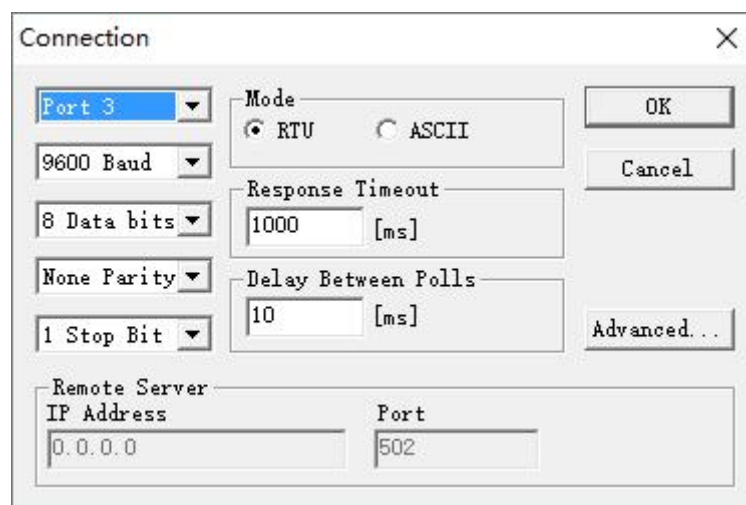 Connection
Port 3
9600 Baud
8 Data bits
None Parity
1 Stop Bit
Mode
RTU
ASCII
Response Timeout
1000 [ms]
Delay Between Polls
10 [ms]
OK
Cancel
Advanced...
Remote Server
IP Address
0.0.0.0
Port
502